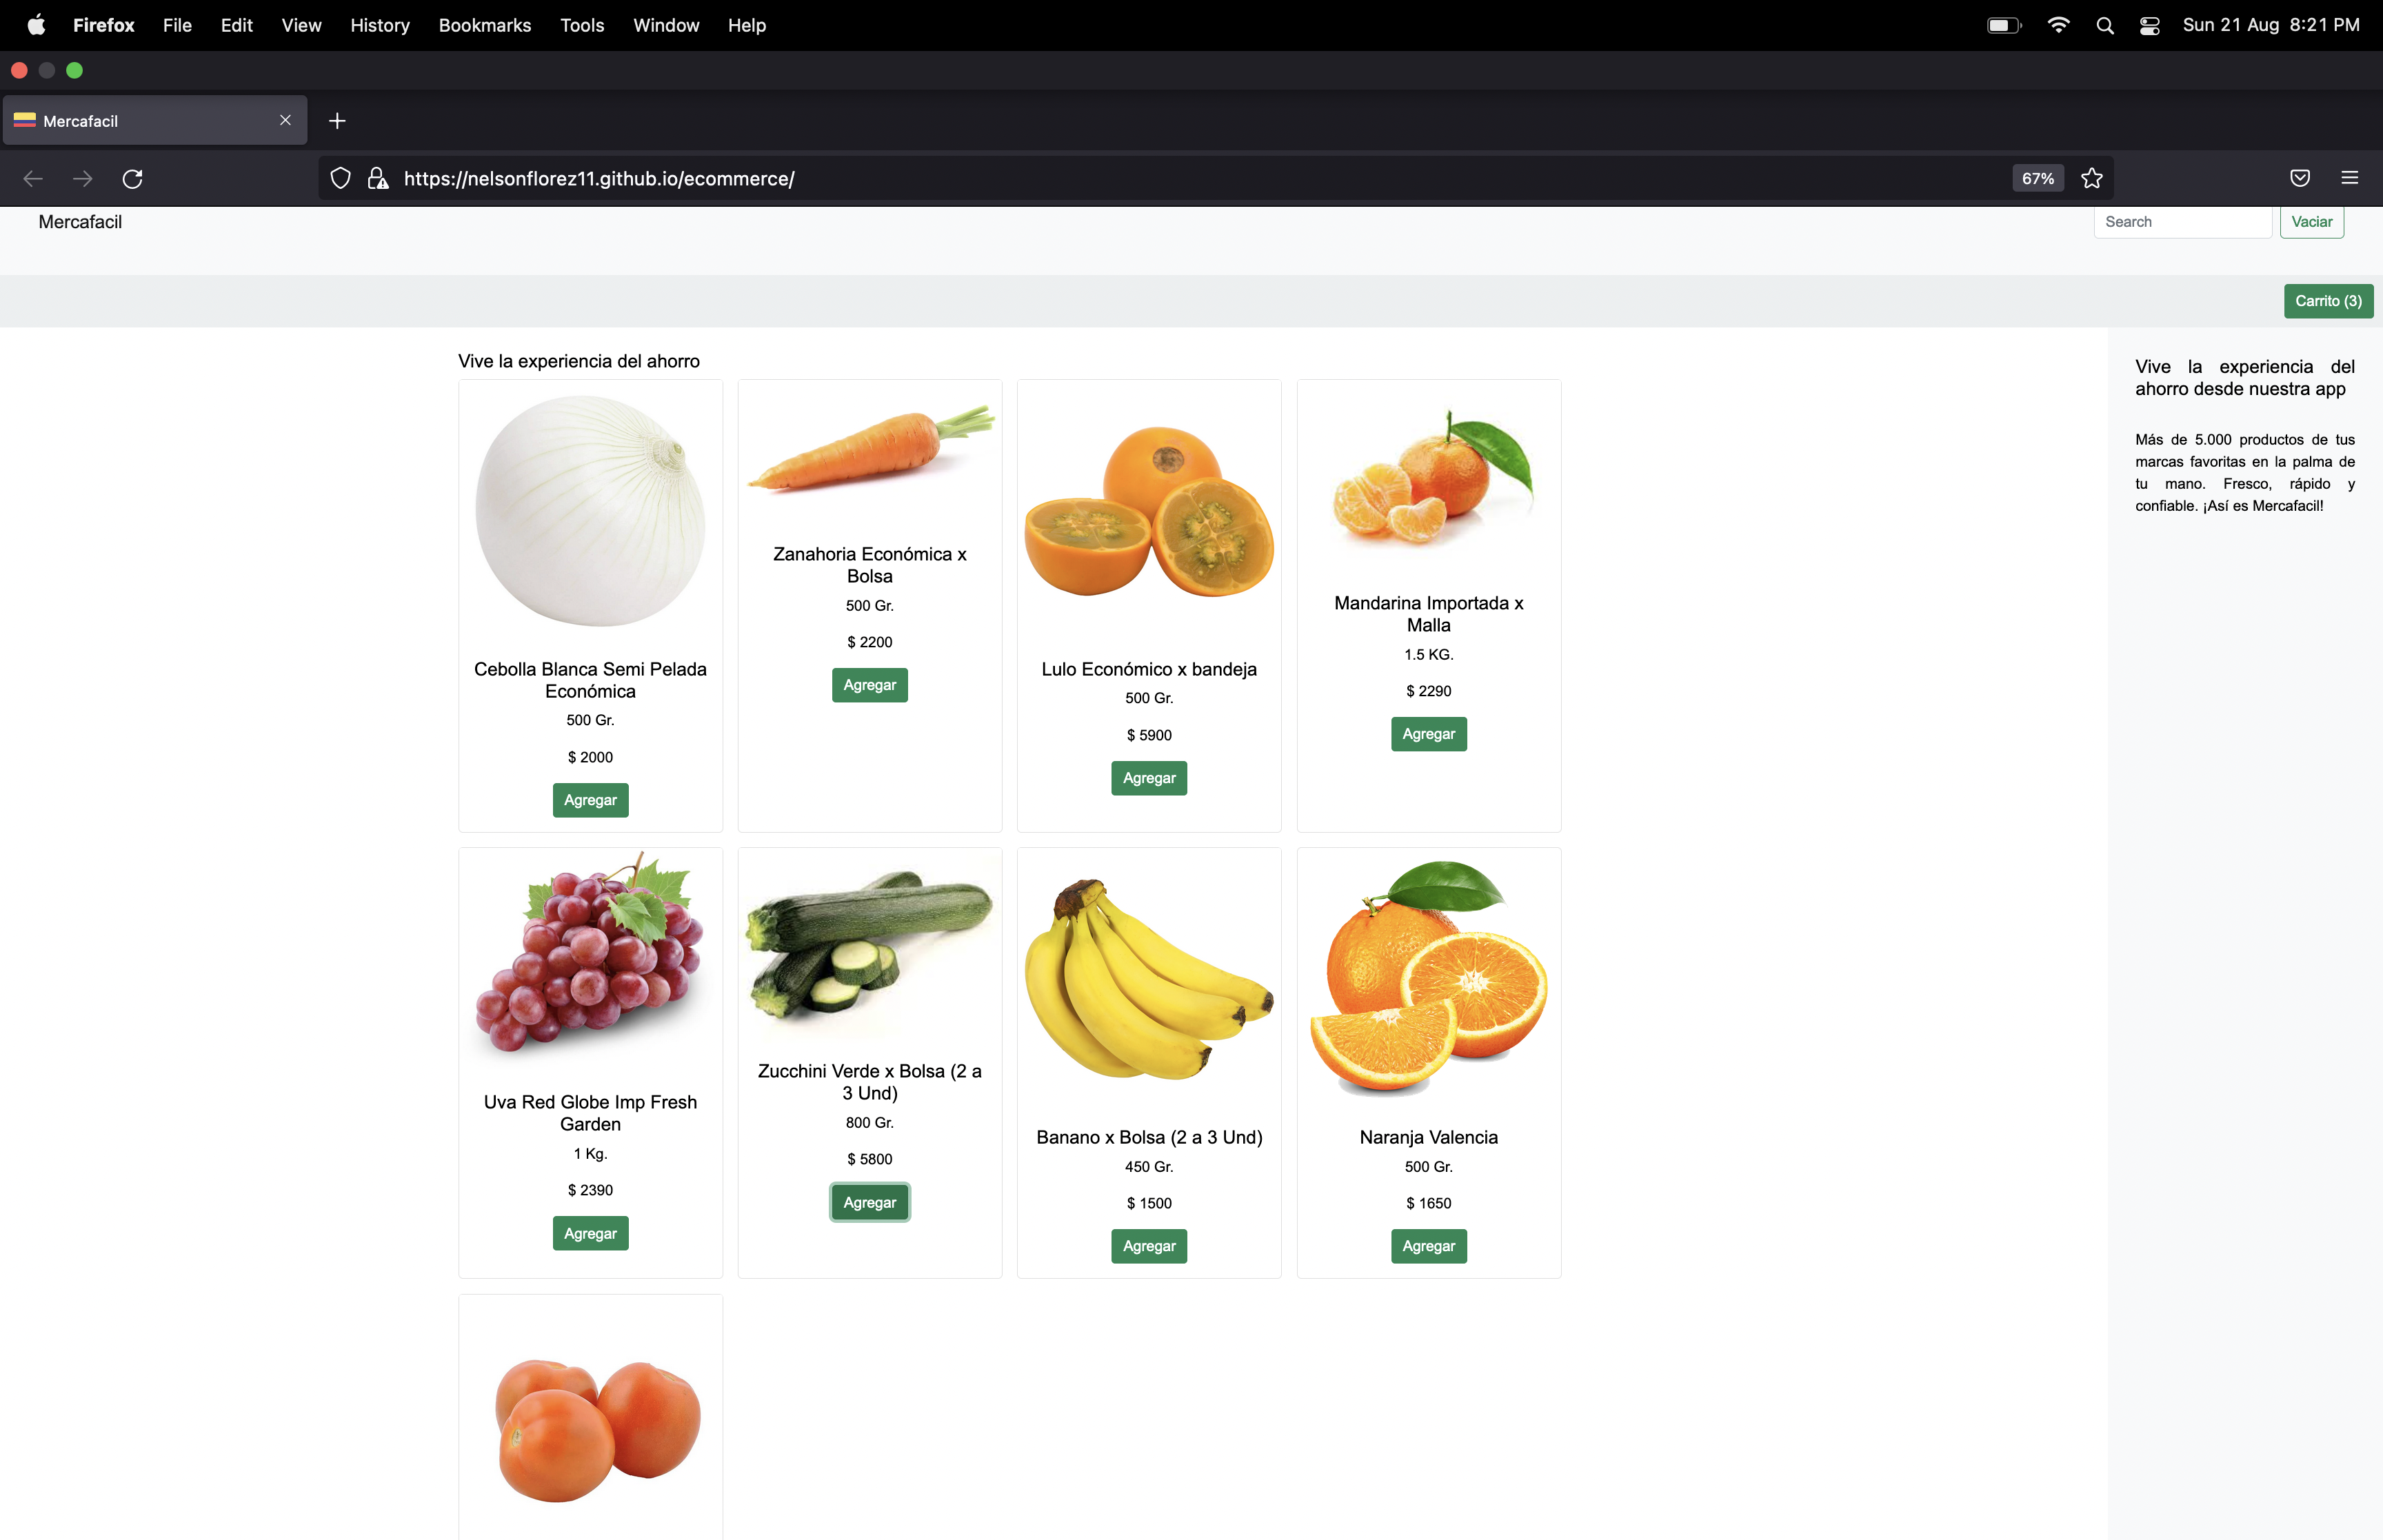 Firefox File Edit View History Bookmarks Tools Window Help Sun 21 Aug 8:21 PM
Mercafacil
https://nelsonflorez11.github.io/ecommerce/ 67%
Mercafacil Search Vaciar
Carrito (3)
Vive la experiencia del ahorro
Cebolla Blanca Semi Pelada
Económica
500 Gr.
$ 2000
Agregar
Zanahoria Económica x
Bolsa
500 Gr.
$ 2200
Agregar
Lulo Económico x bandeja
500 Gr.
$ 5900
Agregar
Mandarina Importada x
Malla
1.5 KG.
$ 2290
Agregar
Uva Red Globe Imp Fresh
Garden
1 Kg.
$ 2390
Agregar
Zucchini Verde x Bolsa (2 a
3 Und)
800 Gr.
$ 5800
Agregar
Banano x Bolsa (2 a 3 Und)
450 Gr.
$ 1500
Agregar
Naranja Valencia
500 Gr.
$ 1650
Agregar
Vive la experiencia del
ahorro desde nuestra app
Más de 5.000 productos de tus
marcas favoritas en la palma de
tu mano. Fresco, rápido y
confiable. ¡Así es Mercafacil!